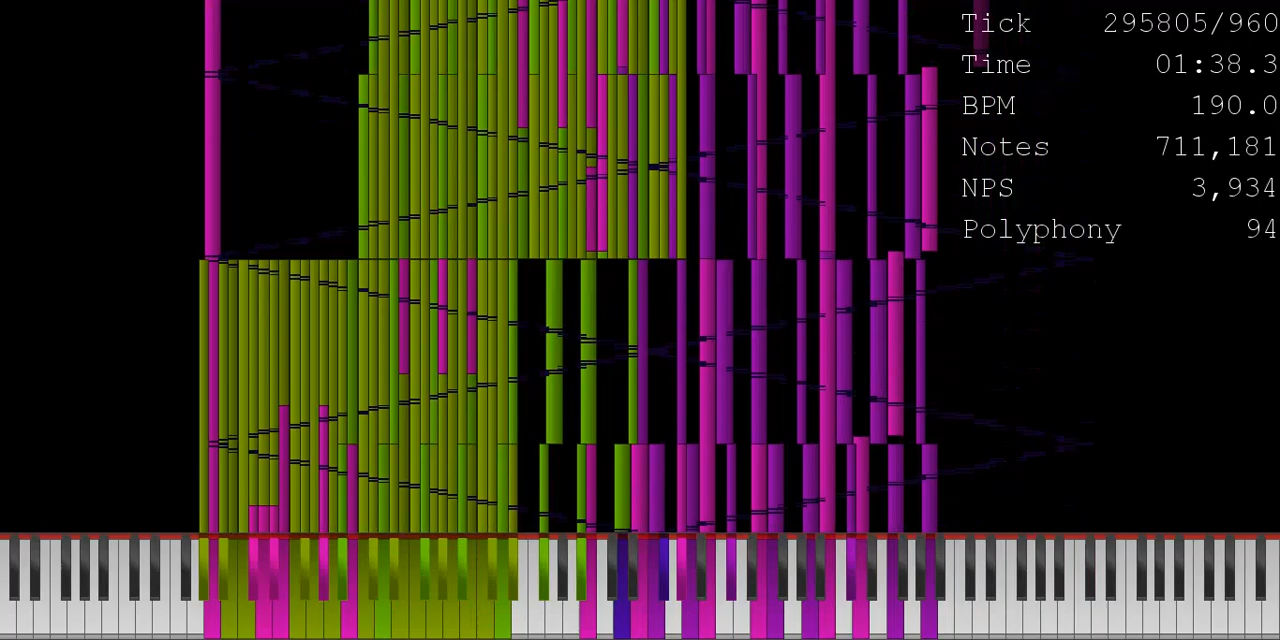 Tick 295805/960
Time 01:38.3
BPM 190.0
Notes 711,181
NPS 3,934
Polyphony 94